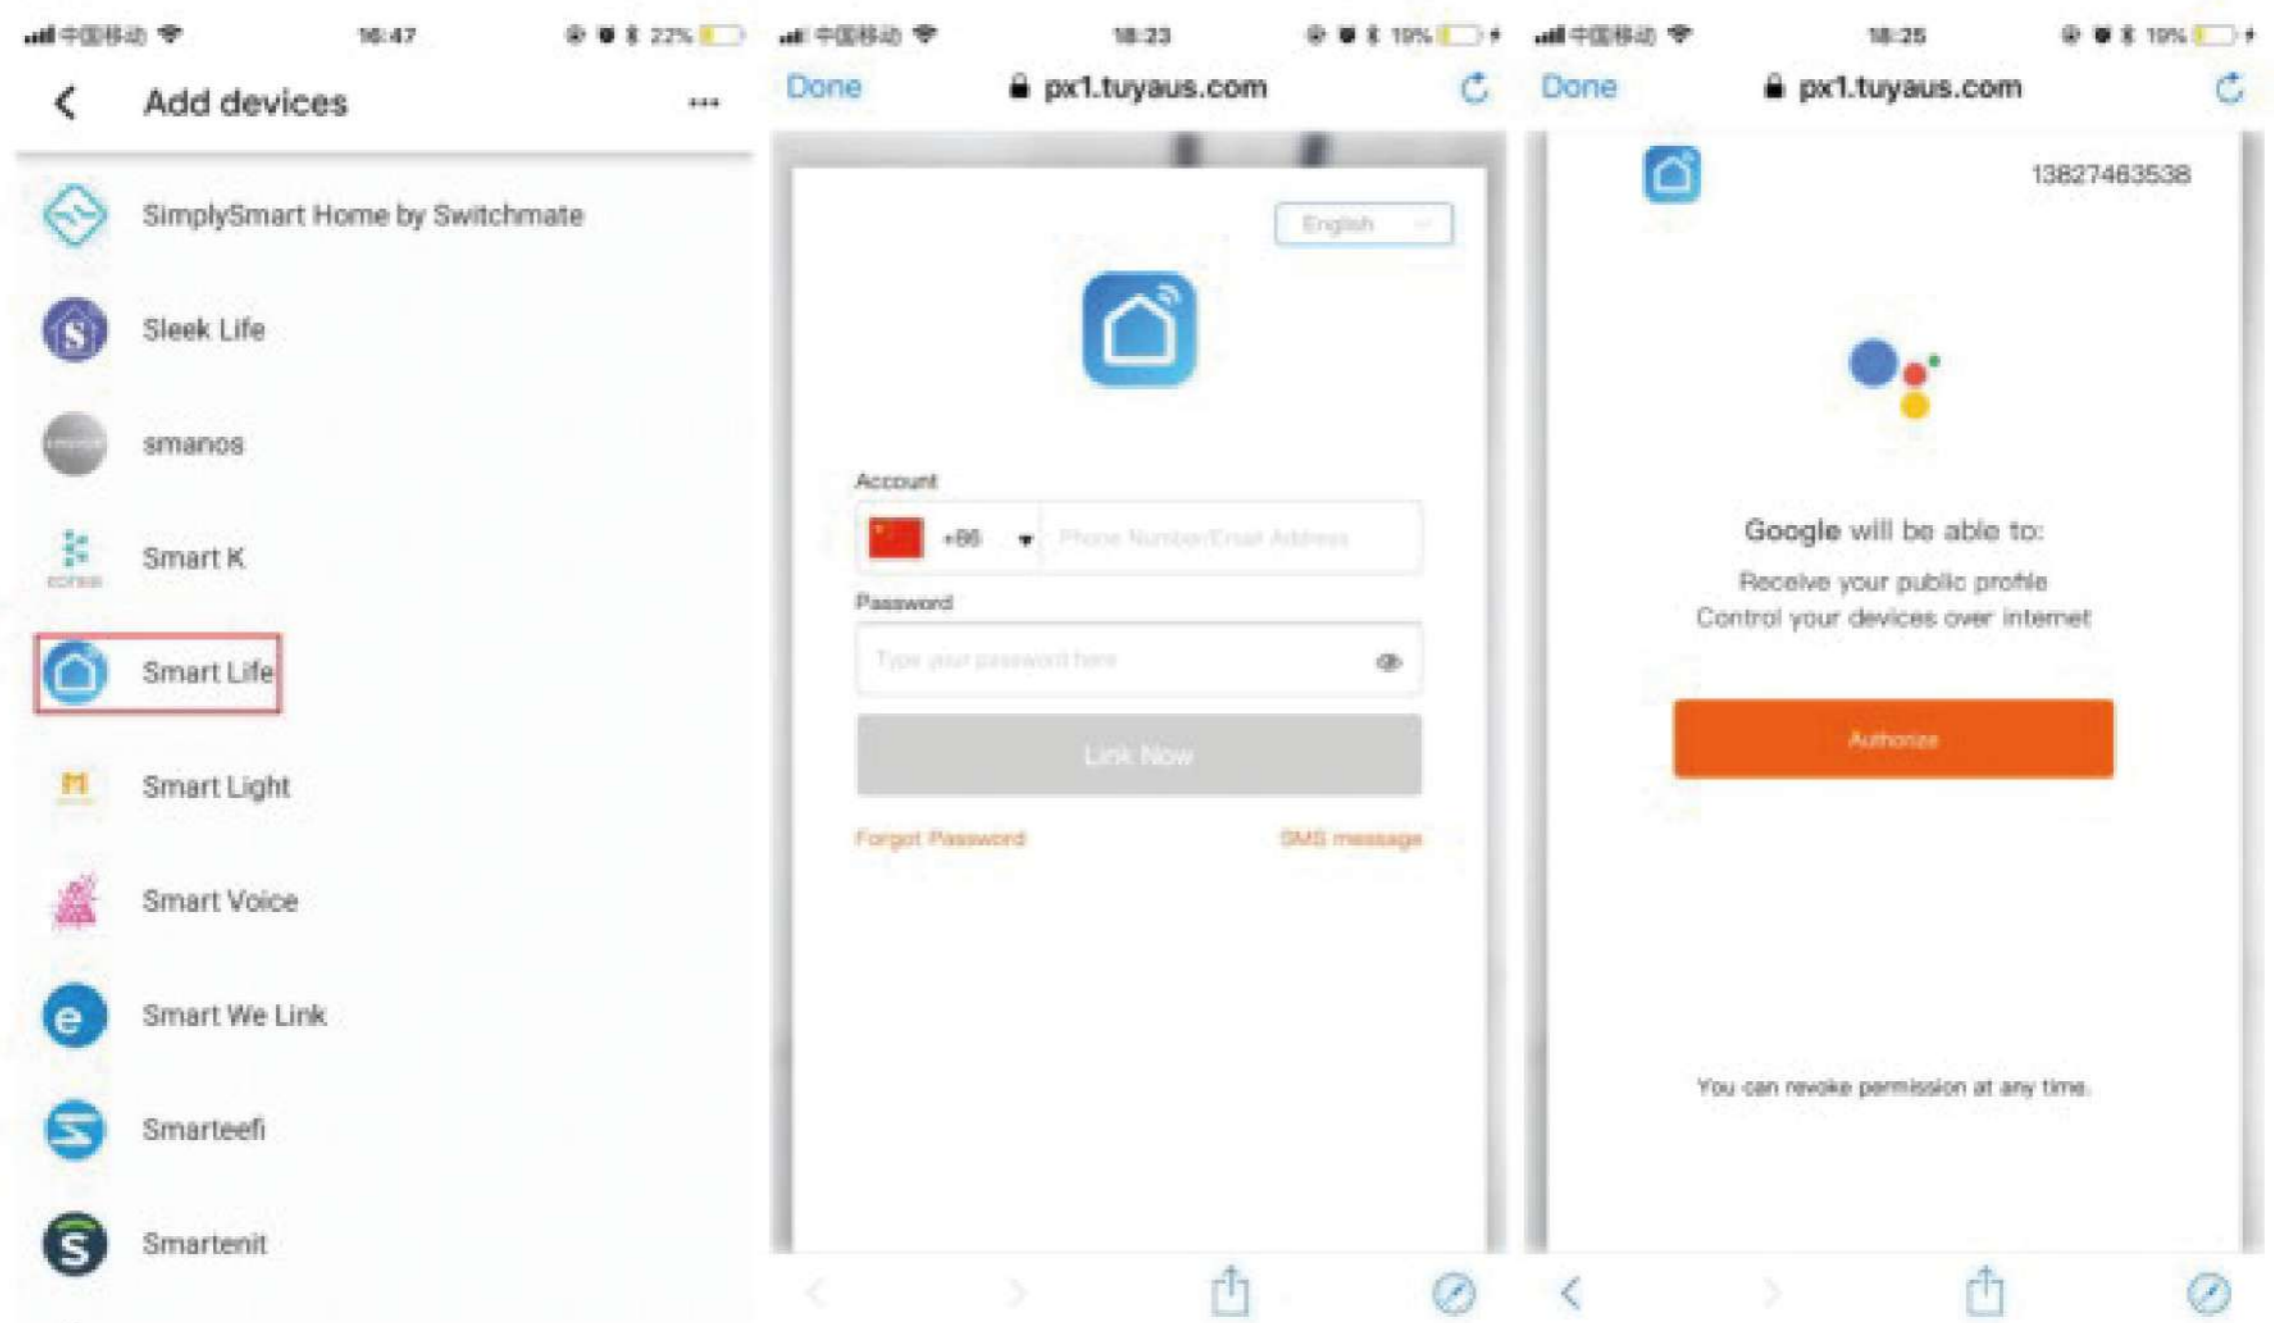 中国移动
16:47
22%
Add devices
SimplySmart Home by Switchmate
Sleek Life
smanos
Smart K
Smart Life
Smart Light
Smart Voice
Smart We Link
Smarteefi
Smartenit
中国移动
18:23
19%
Done
px1.tuyaus.com
English
Account
+86
Phone Number/Email Address
Password
Type your password here
Link Now
Forgot Password
SMS message
中国移动
18:25
19%
Done
px1.tuyaus.com
13827463538
Google will be able to:
Receive your public profile
Control your devices over internet
Authorize
You can revoke permission at any time.